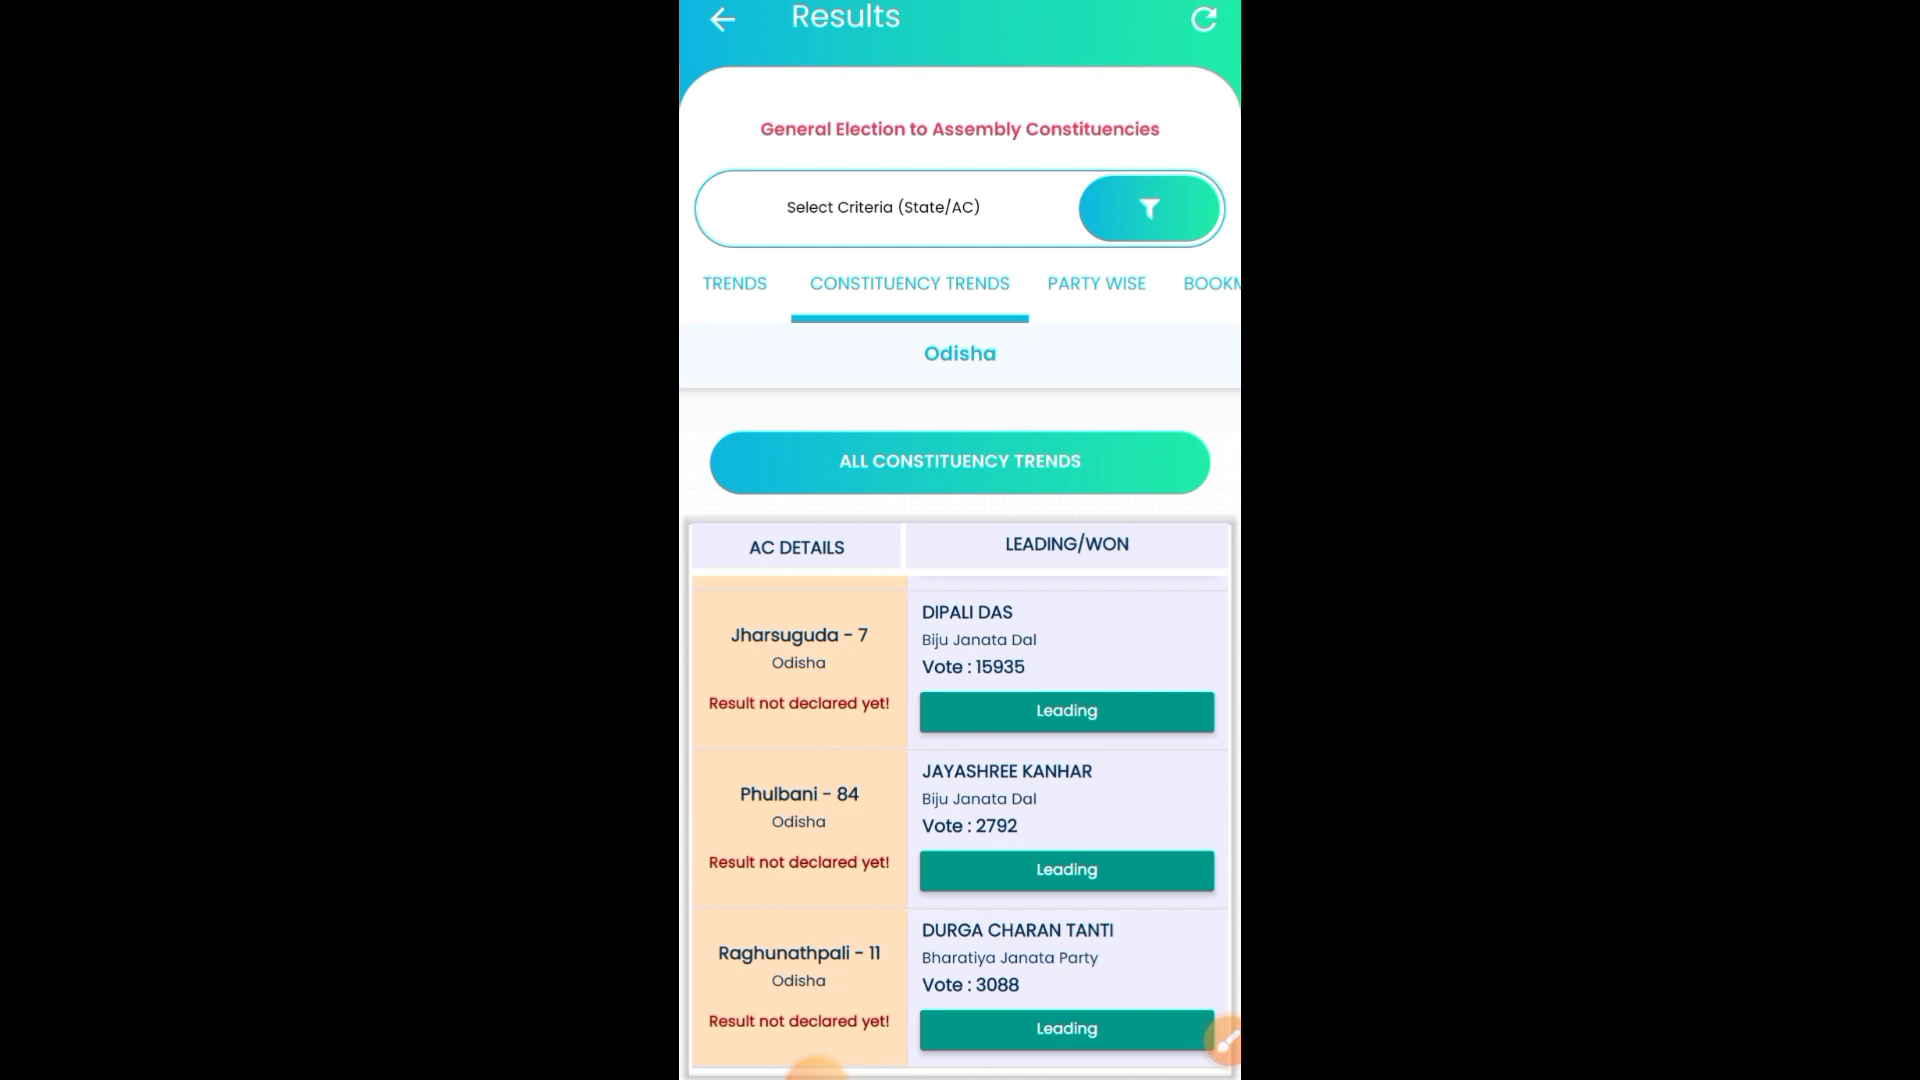 Results
General Election to Assembly Constituencies
Select Criteria (State/AC)
TRENDS CONSTITUENCY TRENDS PARTY WISE
Odisha
ALL CONSTITUENCY TRENDS
AC DETAILS LEADING/WON
Jharsuguda - 7
Odisha
Result not declared yet!
DIPALI DAS
Biju Janata Dal
Vote : 15935
Leading
Phulbani - 84
Odisha
Result not declared yet!
JAYASHREE KANHAR
Biju Janata Dal
Vote : 2792
Leading
Raghunathpali - 11
Odisha
Result not declared yet!
DURGA CHARAN TANTI
Bharatiya Janata Party
Vote : 3088
Leading